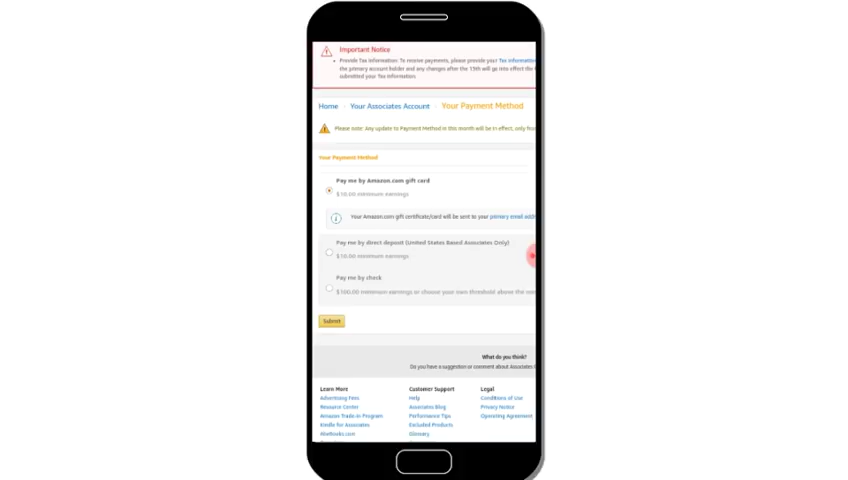 Important Notice
Provide Tax Information: To receive payments, please provide your Tax Information
the primary account holder and any changes after the 15th will go into effect the
submitted your Tax Information.
Home Your Associates Account Your Payment Method
Please note: Any update to Payment Method in this month will be in effect, only from
Your Payment Method
Pay me by Amazon.com gift card
$10.00 minimum earnings
Your Amazon.com gift certificate/card will be sent to your primary email
Pay me by direct deposit (United States Based Associates Only)
$10.00 minimum earnings
Pay me by check
$100.00 minimum earnings or choose your own threshold above the
Submit
What do you think?
Do you have a suggestion or comment about Associates
Learn More Customer Support Legal
Advertising Fees Help Conditions of Use
Resource Center Associates Blog Privacy Notice
Amazon Trade-in Program Performance Tips Operating Agreement
Kindle for Associates Excluded Products
AbeBooks.com Glossary